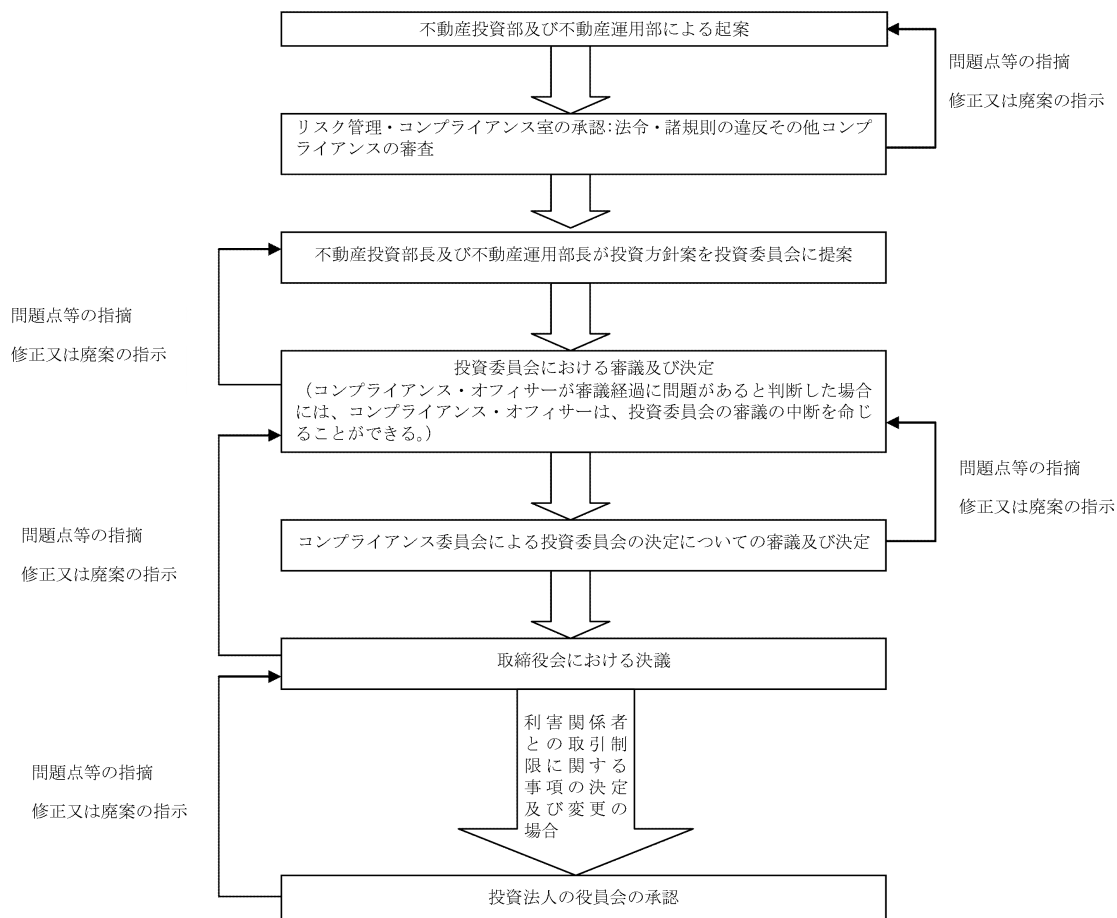 不動産投資部及び不動産運用部による起案
問題点等の指摘
修正又は廃案の指示
リスク管理・コンプライアンス室の承認:法令・諸規則の違反その他コンプ
ライアンスの審査
不動産投資部長及び不動産運用部長が投資方針案を投資委員会に提案
問題点等の指摘
修正又は廃案の指示
投資委員会における審議及び決定
(コンプライアンス・オフィサーが審議経過に問題があると判断した場合
には、コンプライアンス・オフィサーは、投資委員会の審議の中断を命じ
ることができる。)
問題点等の指摘
修正又は廃案の指示
コンプライアンス委員会による投資委員会の決定についての審議及び決定
問題点等の指摘
修正又は廃案の指示
取締役会における決議
利害関係者
との取引制
限に関する
事項の決定
及び変更の
場合
問題点等の指摘
修正又は廃案の指示
投資法人の役員会の承認